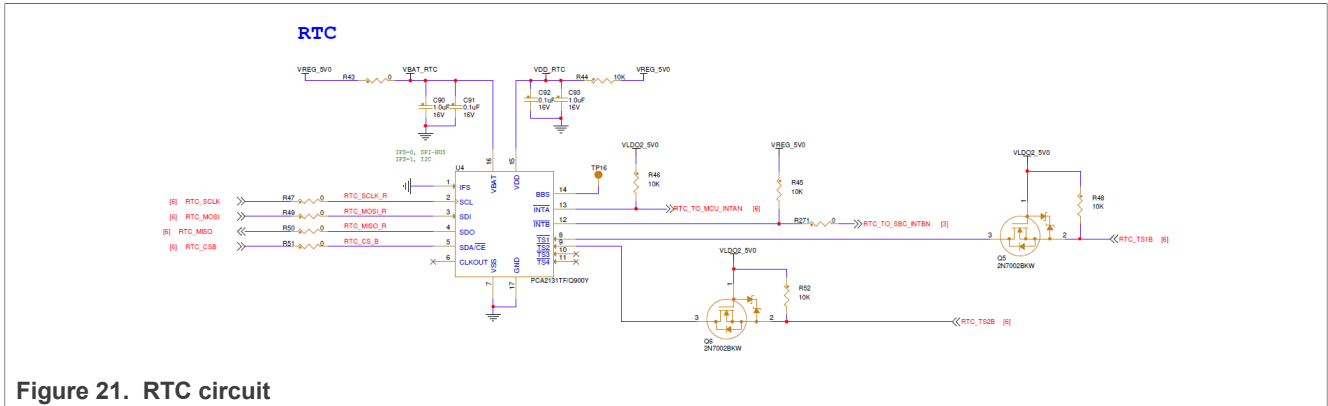 RTC
VREG_5V0
R43
0
VBAT_RTC
VDD_RTC
R44
10K
VREG_5V0
C90
1.0uF
16V
C91
0.1uF
16V
C92
0.1uF
16V
C93
1.0uF
16V
IFS=0, SPI-BUS
IFS=1, I2C
U4
16
VBAT
15
VDD
1
IFS
2
SCL
3
SDI
4
SDO
5
SDA/CE
6
CLKOUT
VSS
7
GND
17
BBS
14
INTA
13
INTB
12
TS1
8
TS2
9
TS3
10
TS4
11
PCA2131TF/Q900Y
[6] RTC_SCLK
R47
0
RTC_SCLK_R
[6] RTC_MOSI
R49
0
RTC_MOSI_R
[6] RTC_MISO
R50
0
RTC_MISO_R
[6] RTC_CSB
R51
0
RTC_CS_B
TP16
VLDO2_5V0
R46
10K
RTC_TO_MCU_INTAN [6]
VREG_5V0
R45
10K
R271
0
RTC_TO_SBC_INTBN [3]
VLDO2_5V0
1
R48
10K
3
2
RTC_TS1B [6]
Q5
2N7002BKW
VLDO2_5V0
1
R52
10K
3
2
RTC_TS2B [6]
Q6
2N7002BKW
Figure 21. RTC circuit